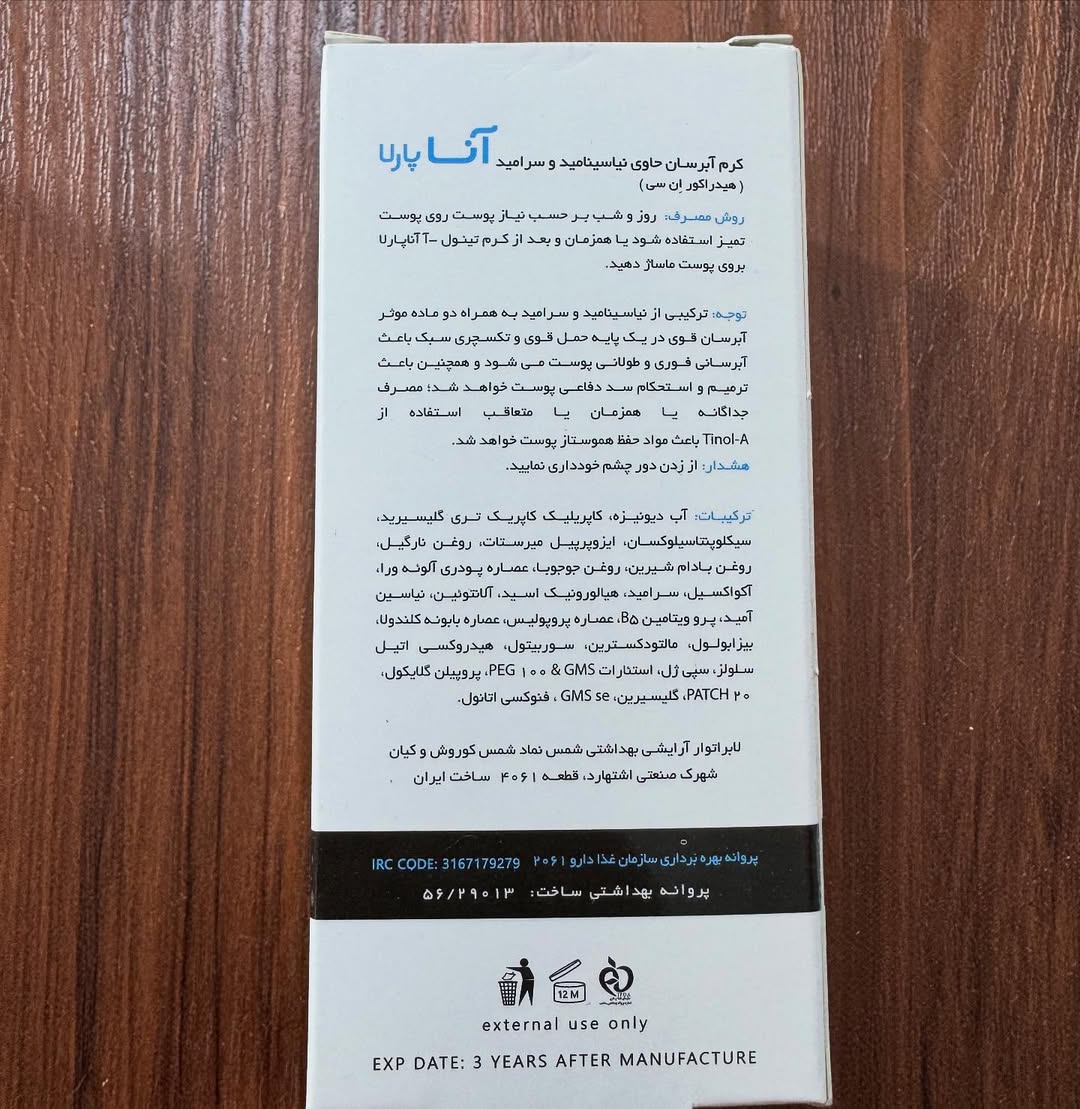 کرم آبرسان حاوی نیاسینامید و سرامید آنا پارلا
( هیدراکور اِن سی )
روش مصرف: روز و شب بر حسب نیاز پوست روی پوست
تمیز استفاده شود یا همزمان و بعد از کرم تینول -آ آناپارلا
بروی پوست ماساژ دهید.
توجه: ترکیبی از نیاسینامید و سرامید به همراه دو ماده موثر
آبرسان قوی در یک پایه حمل قوی و تکسچری سبک باعث
آبرسانی فوری و طولانی پوست می شود و همچنین باعث
ترمیم و استحکام سد دفاعی پوست خواهد شد؛ مصرف
جداگانه یا همزمان یا متعاقب استفاده از
Tinol-A باعث مواد حفظ هموستاز پوست خواهد شد.
هشدار: از زدن دور چشم خودداری نمایید.
ترکیبات: آب دیونیزه، کاپریلیک کاپریک تری گلیسیرید،
سیکلوپنتاسیلوکسان، ایزوپرپیل میرستات، روغن نارگیل،
روغن بادام شیرین، روغن جوجوبا، عصاره پودری آلوئه ورا،
آکواکسیل، سرامید، هیالورونیک اسید، آلانتوئین، نیاسین
آمید، پرو ویتامین B۵، عصاره پروپولیس، عصاره بابونه کلندولا،
بیزابولول، مالتودکسترین، سوربیتول، هیدروکسی اتیل
سلولز، سپی ژل، استئارات PEG ۱۰۰ & GMS، پروپیلن گلایکول،
PATCH ۲۰، گلیسیرین، GMS se ، فنوکسی اتانول.
لابراتوار آرایشی بهداشتی شمس نماد شمس کوروش و کیان
شهرک صنعتی اشتهارد، قطعه ۴۰۶۱ ساخت ایران
پروانه بهره برداری سازمان غذا دارو ۲۰۶۱ IRC CODE: 3167179279
پروانه بهداشتی ساخت: ۵۶/۲۹۰۱۳
12 M
external use only
EXP DATE: 3 YEARS AFTER MANUFACTURE